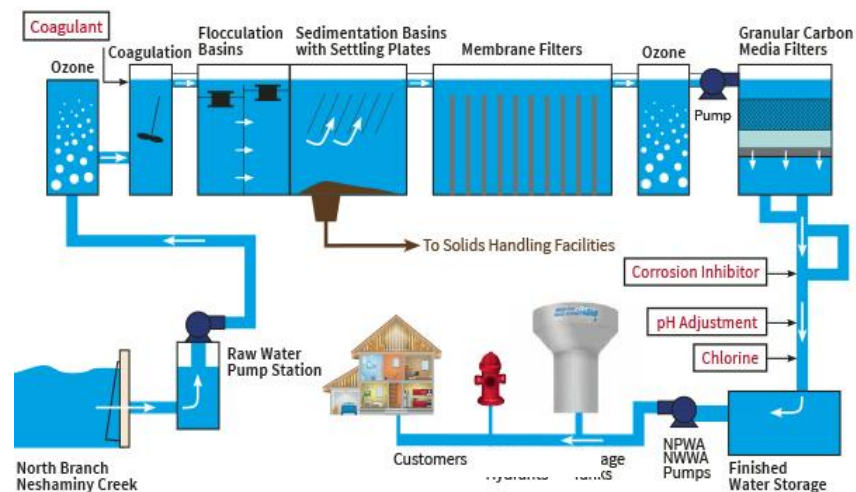 Coagulant
Ozone
Coagulation
Flocculation
Basins
Sedimentation Basins
with Settling Plates
Membrane Filters
Ozone
Pump
Granular Carbon
Media Filters
To Solids Handling Facilities
Corrosion Inhibitor
pH Adjustment
Chlorine
Raw Water
Pump Station
North Branch
Neshaminy Creek
Customers
NPWA
NWWA
Pumps
Finished
Water Storage